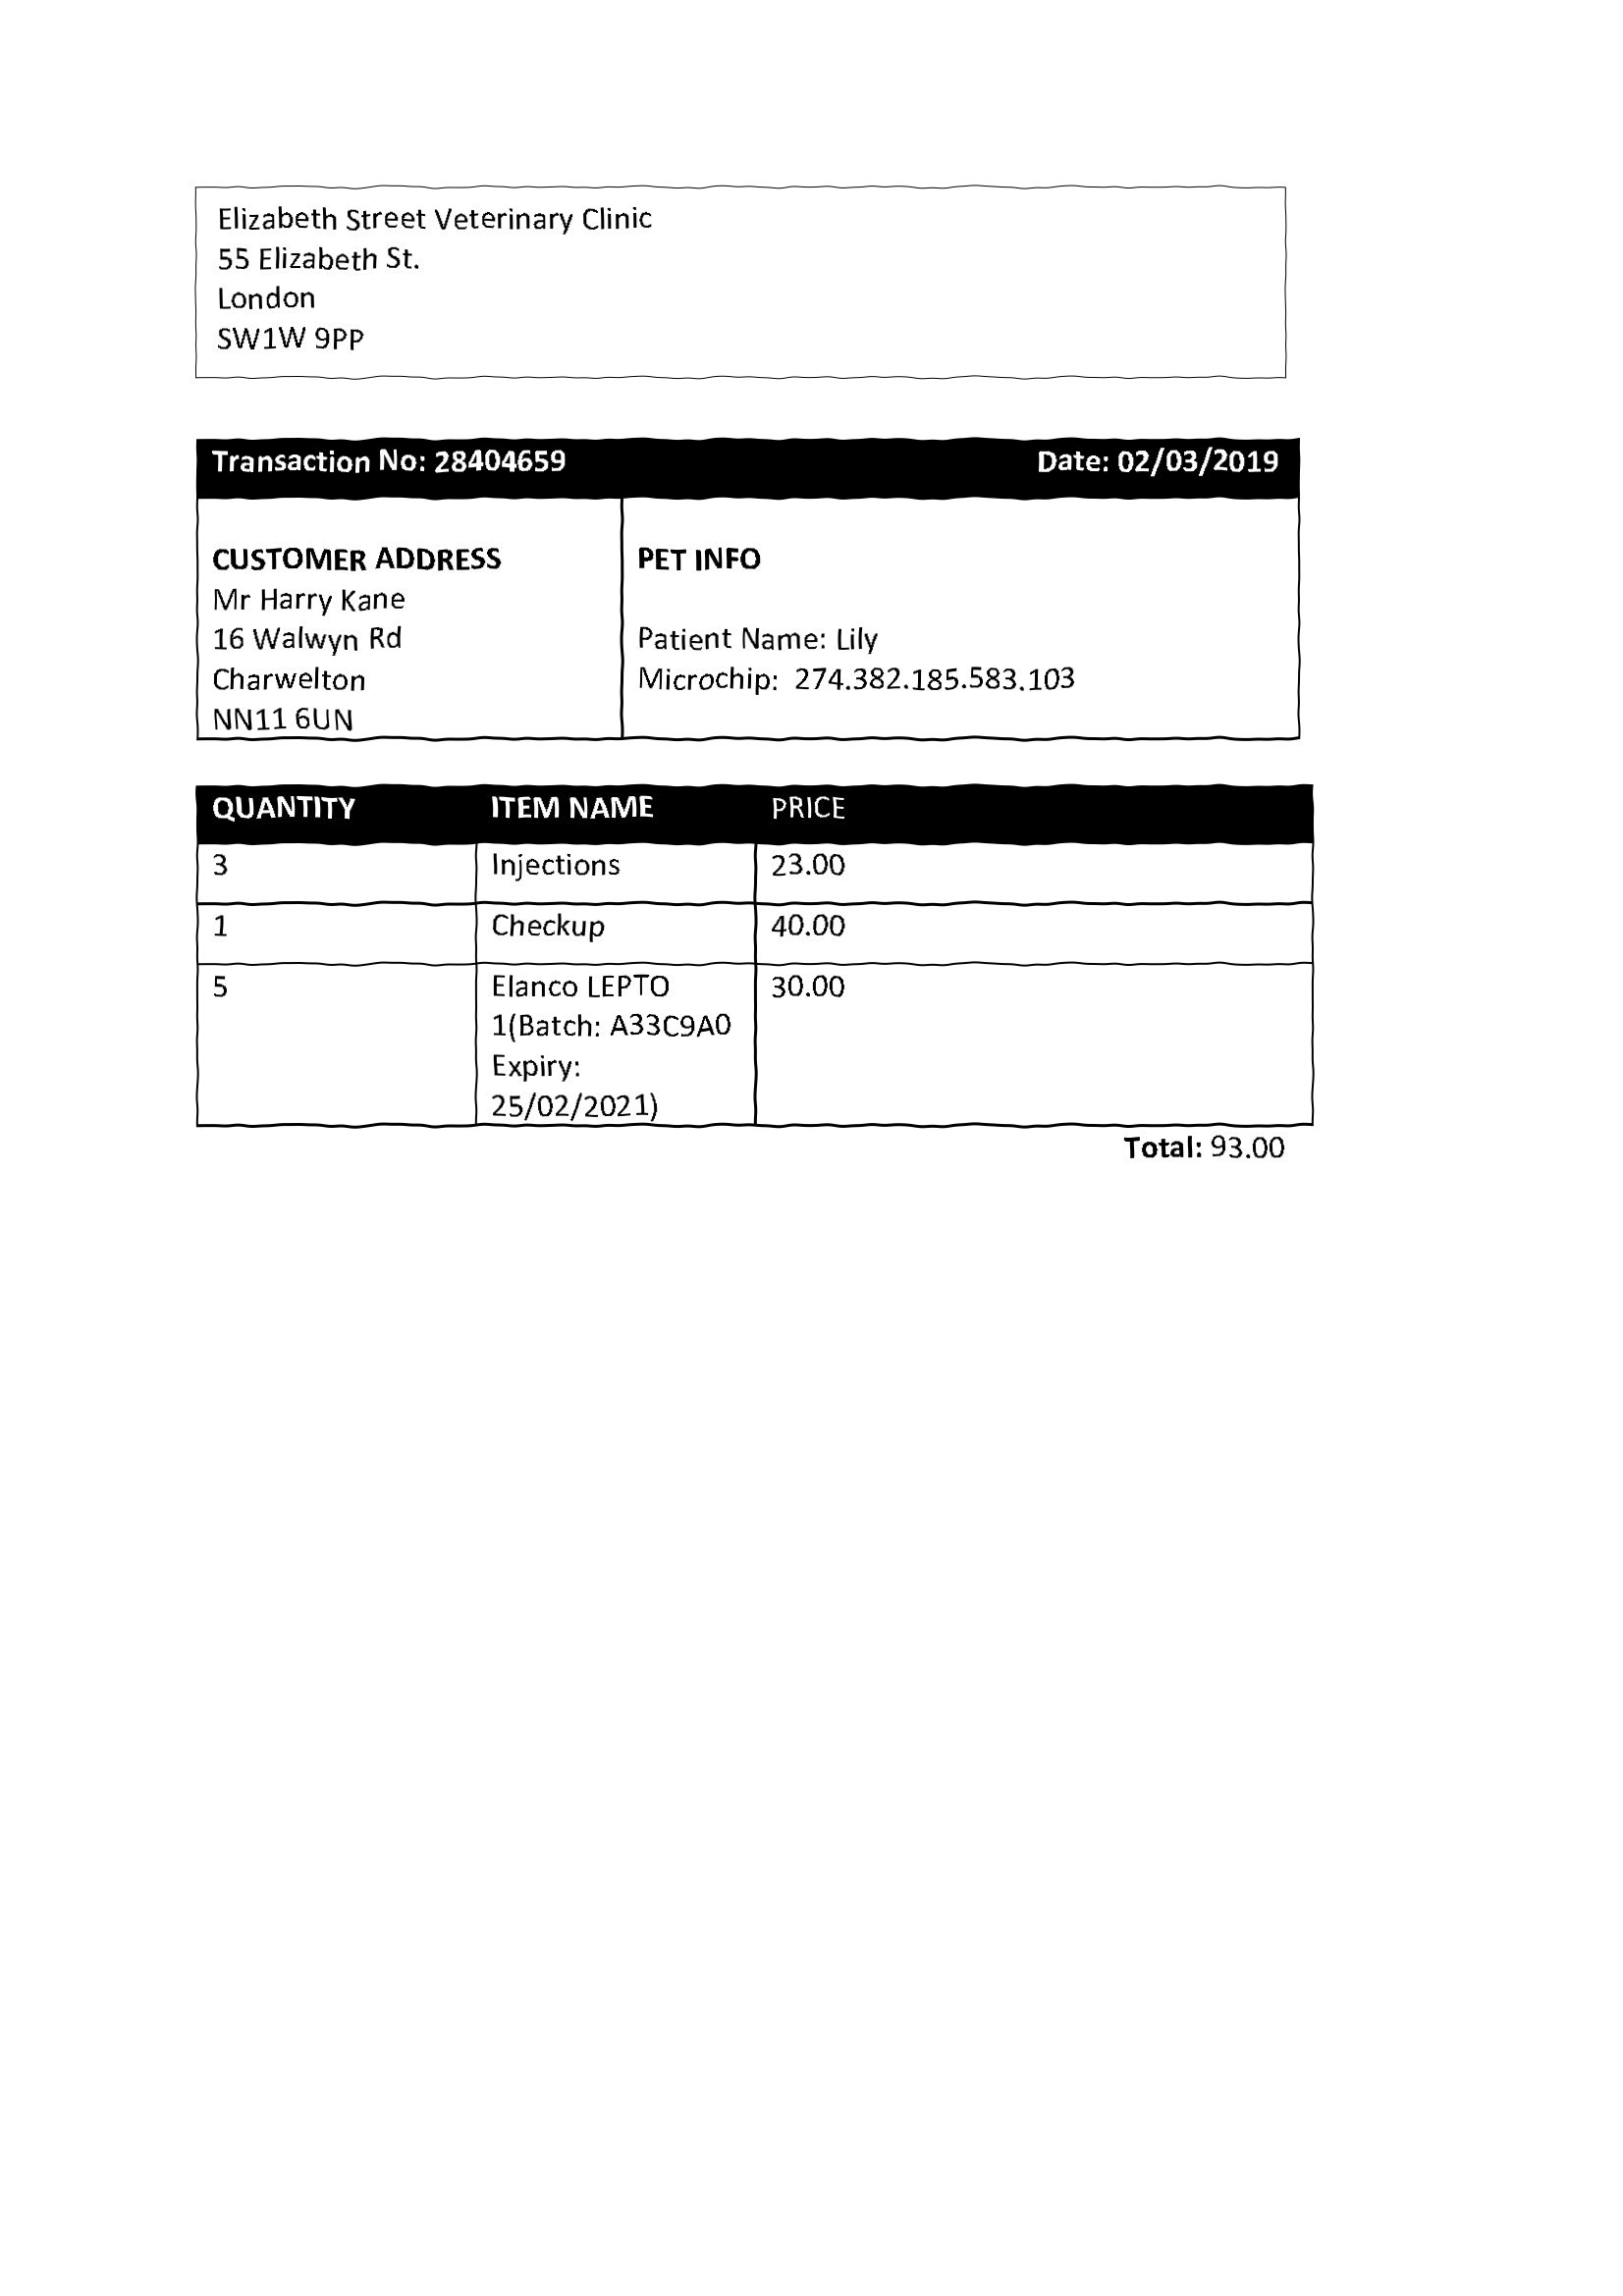 Elizabeth Street Veterinary Clinic
55 Elizabeth St.
London
SW1W 9PP
Transaction No: 28404659 Date: 02/03/2019
CUSTOMER ADDRESS
Mr Harry Kane
16 Walwyn Rd
Charwelton
NN11 6UN
PET INFO
Patient Name: Lily
Microchip: 274.382.185.583.103
QUANTITY ITEM NAME PRICE
3 Injections 23.00
1 Checkup 40.00
5 Elanco LEPTO 30.00
1(Batch: A33C9A0
Expiry:
25/02/2021)
Total: 93.00